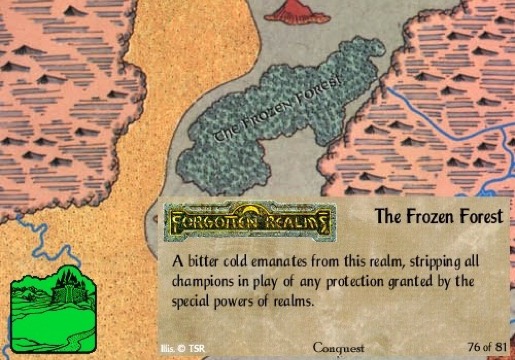 The Frozen Forest
FORGOTTEN REALMS
The Frozen Forest
A bitter cold emanates from this realm, stripping all
champions in play of any protection granted by the
special powers of realms.
Illis. © TSR
Conquest
76 of 81